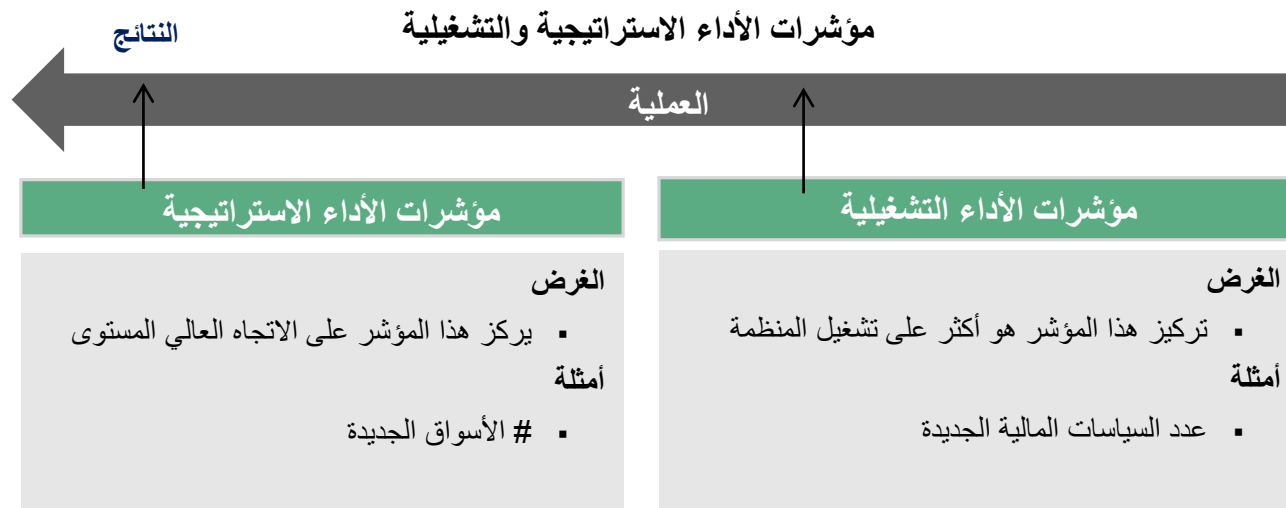 مؤشرات الأداء الاستراتيجية والتشغيلية
النتائج
العملية
مؤشرات الأداء التشغيلية
الغرض
▪ تركيز هذا المؤشر هو أكثر على تشغيل المنظمة
أمثلة
▪ عدد السياسات المالية الجديدة
مؤشرات الأداء الاستراتيجية
الغرض
▪ يركز هذا المؤشر على الاتجاه العالي المستوى
أمثلة
▪ # الأسواق الجديدة